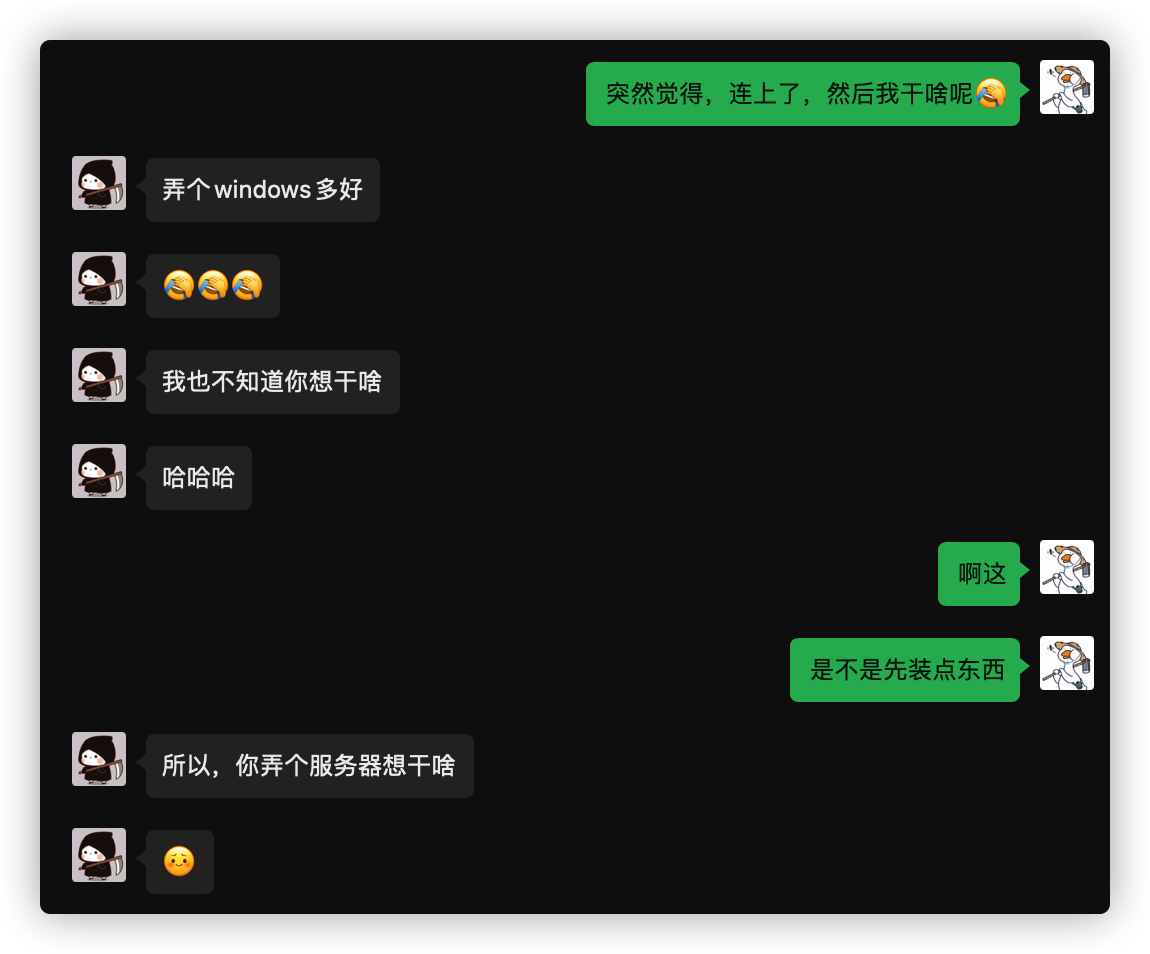 突然觉得，连上了，然后我干啥呢🤣
弄个windows多好
🤣🤣🤣
我也不知道你想干啥
哈哈哈
啊这
是不是先装点东西
所以，你弄个服务器想干啥
☺️